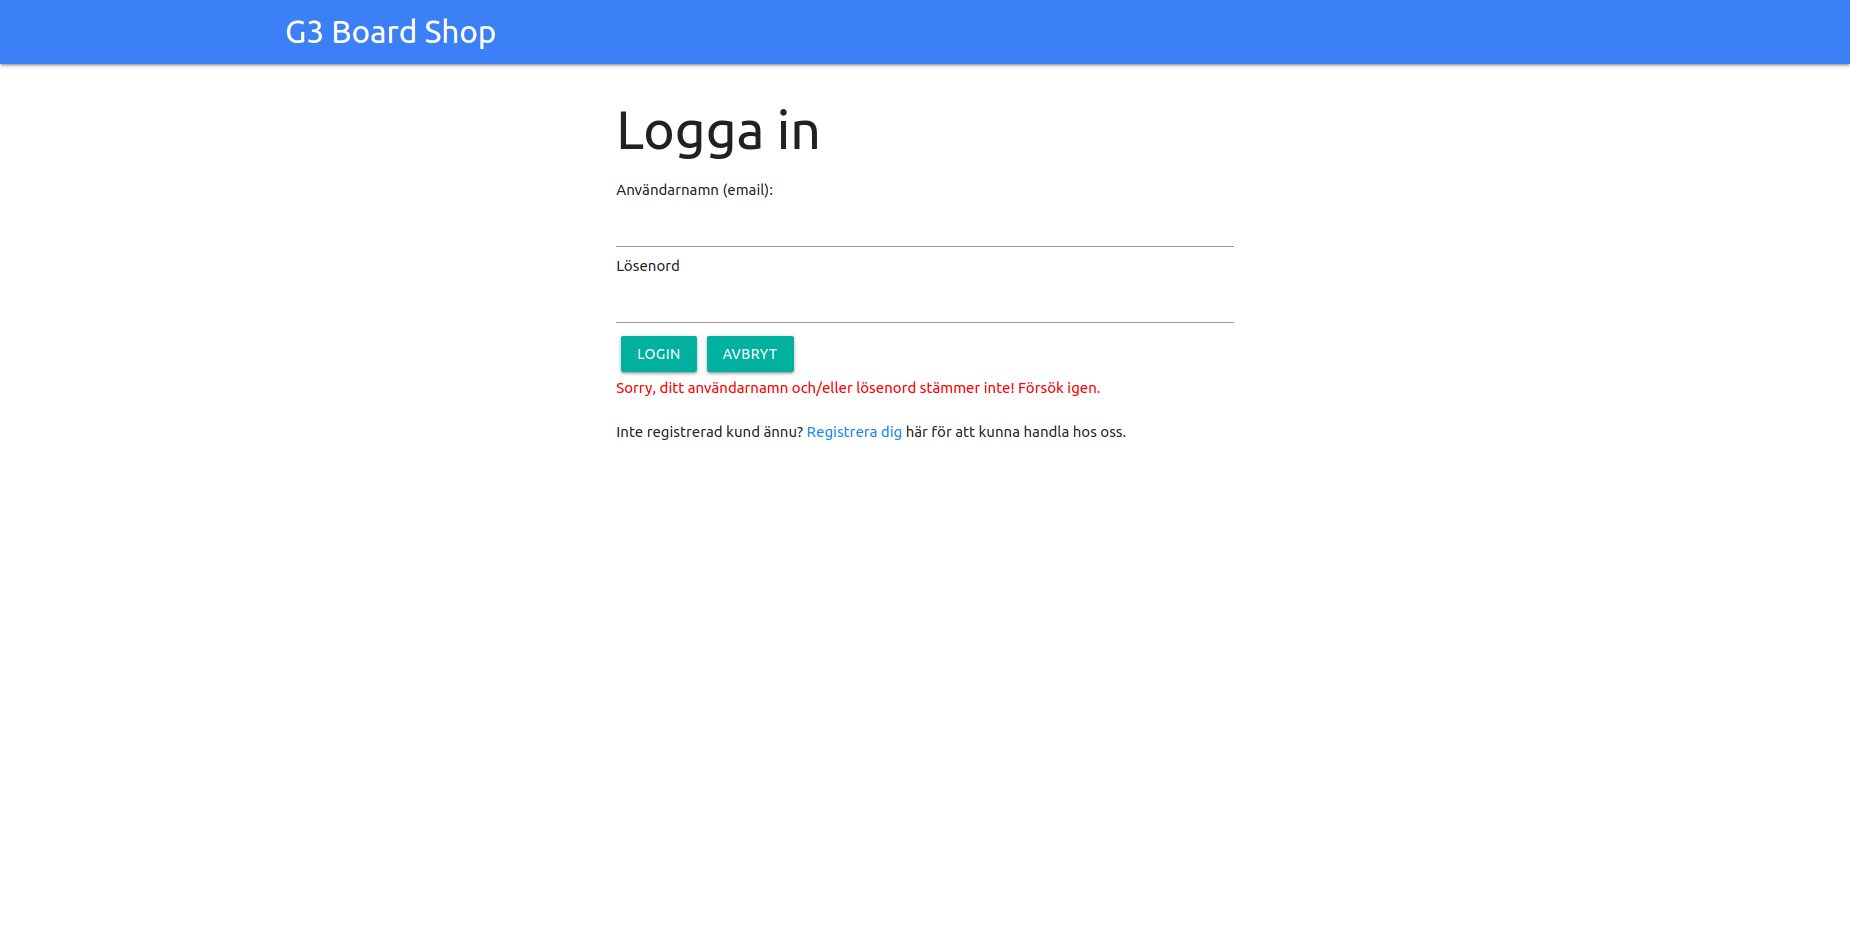 G3 Board Shop
Logga in
Användarnamn (email):
Lösenord
LOGIN AVBRYT
Sorry, ditt användarnamn och/eller lösenord stämmer inte! Försök igen.
Inte registrerad kund ännu? Registrera dig här för att kunna handla hos oss.